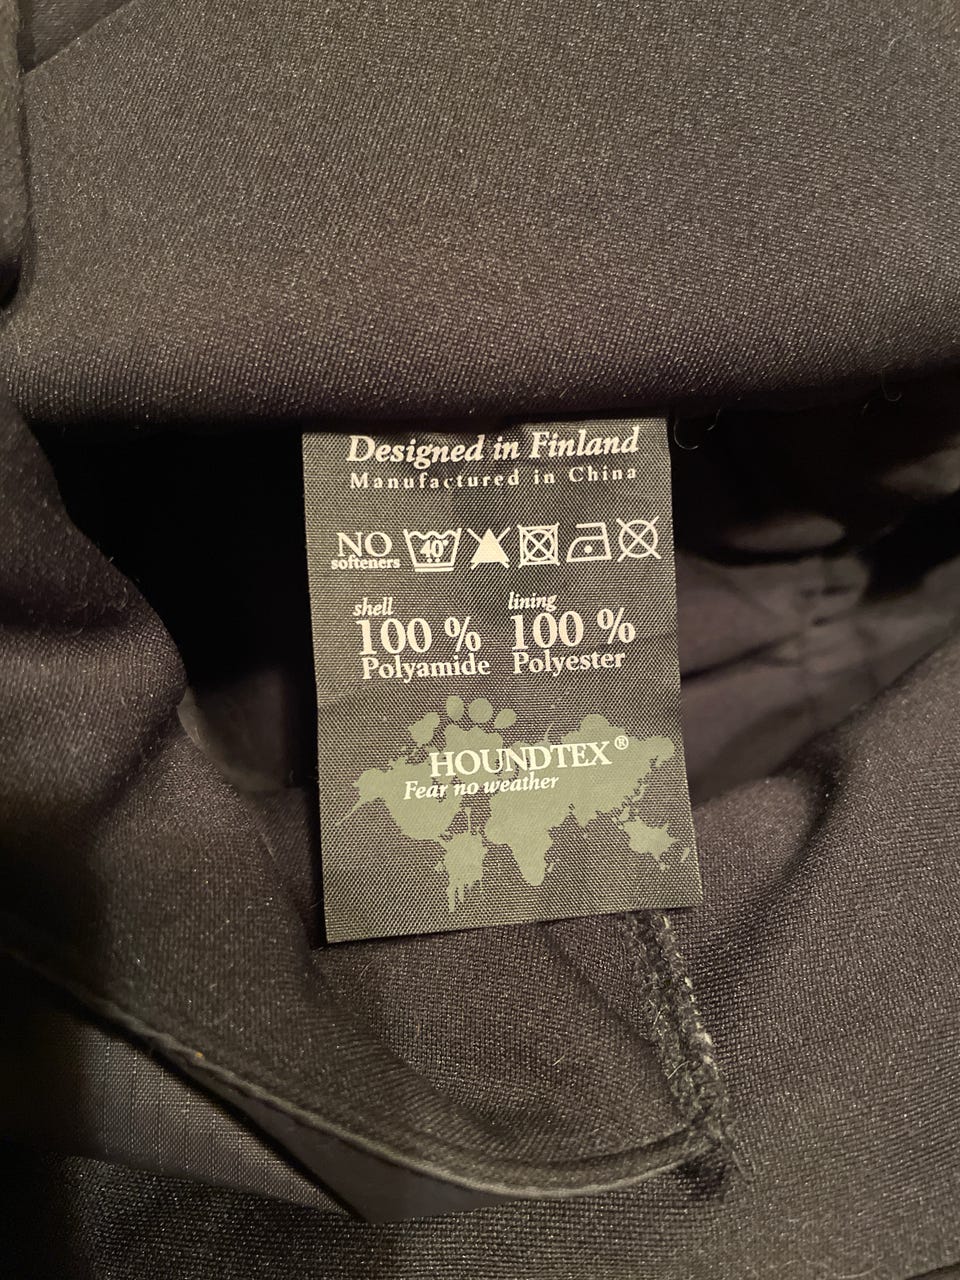 Designed in Finland
Manufactured in China
NO softeners 40°
shell lining
100 % 100 %
Polyamide Polyester
HOUNDTEX®
Fear no weather